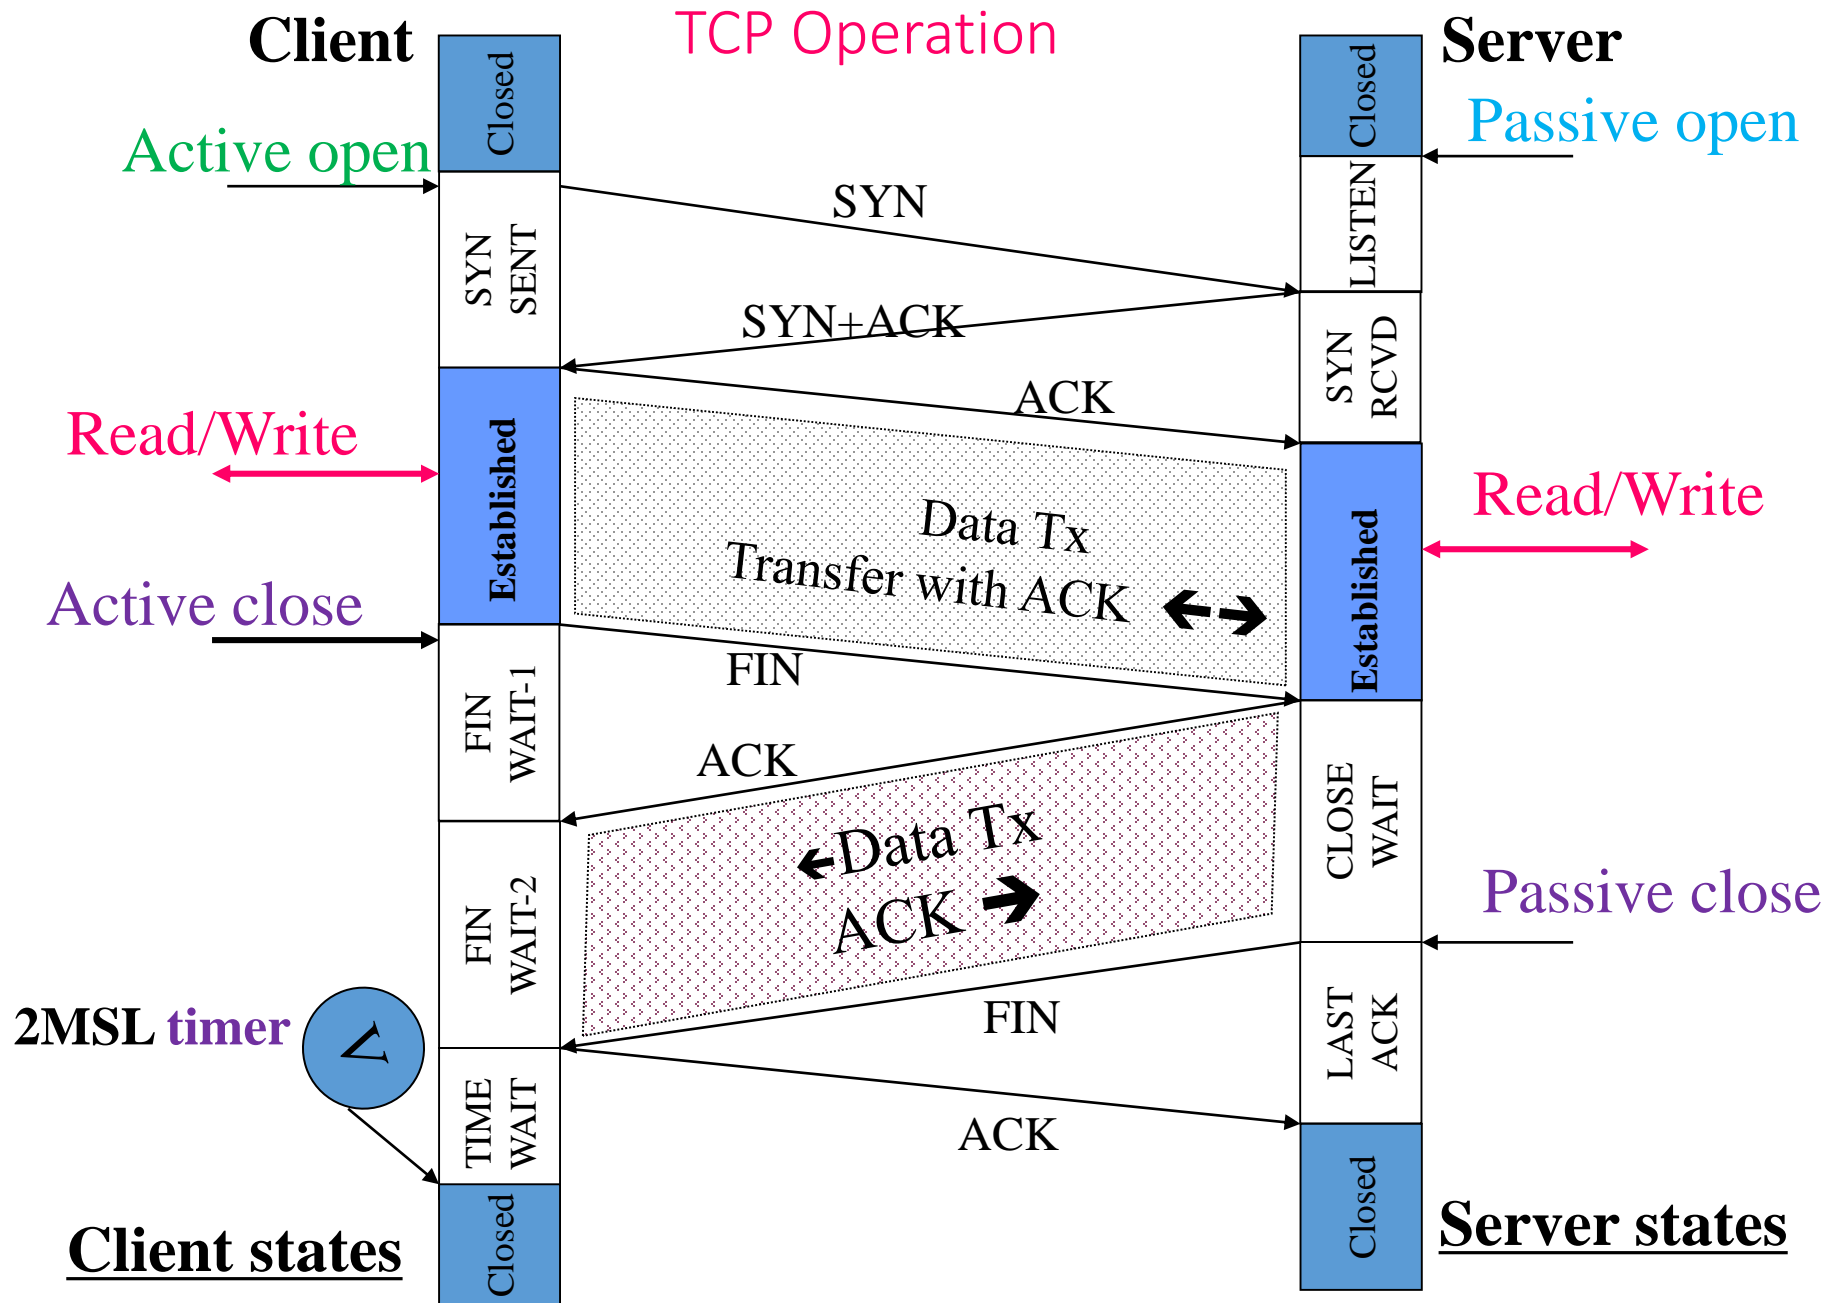 TCP Operation
Client
Server
Closed
Closed
Active open
Passive open
SYN
SENT
SYN
LISTEN
SYN+ACK
SYN
RCVD
ACK
Read/Write
Established
Data Tx
Transfer with ACK
Established
Read/Write
Active close
FIN
FIN
WAIT-1
ACK
CLOSE
WAIT
Data Tx
ACK
FIN
WAIT-2
Passive close
FIN
LAST
ACK
2MSL timer
V
TIME
WAIT
ACK
Closed
Closed
Client states
Server states